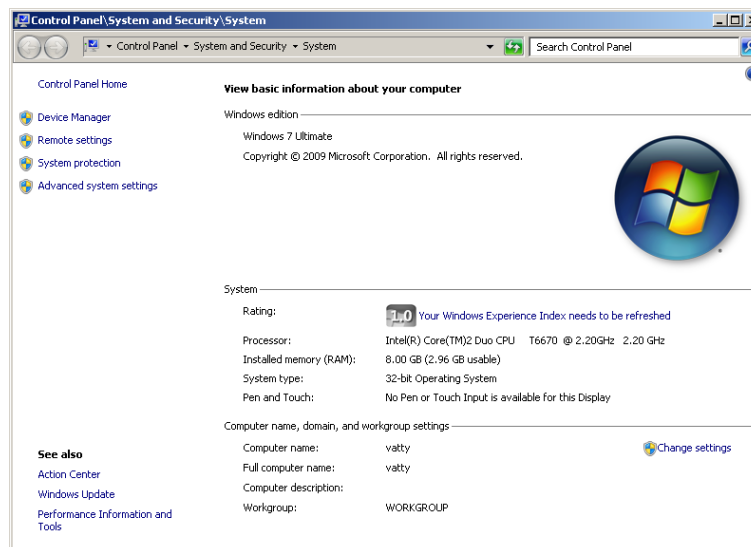 Control Panel\System and Security\System
Control Panel System and Security System
Search Control Panel
Control Panel Home
Device Manager
Remote settings
System protection
Advanced system settings
View basic information about your computer
Windows edition
Windows 7 Ultimate
Copyright © 2009 Microsoft Corporation. All rights reserved.
System
Rating:
1.0 Your Windows Experience Index needs to be refreshed
Processor: Intel(R) Core(TM)2 Duo CPU T6670 @ 2.20GHz 2.20 GHz
Installed memory (RAM): 8.00 GB (2.96 GB usable)
System type: 32-bit Operating System
Pen and Touch: No Pen or Touch Input is available for this Display
Computer name, domain, and workgroup settings
Computer name: vatty
Change settings
Full computer name: vatty
Computer description:
Workgroup: WORKGROUP
See also
Action Center
Windows Update
Performance Information and
Tools